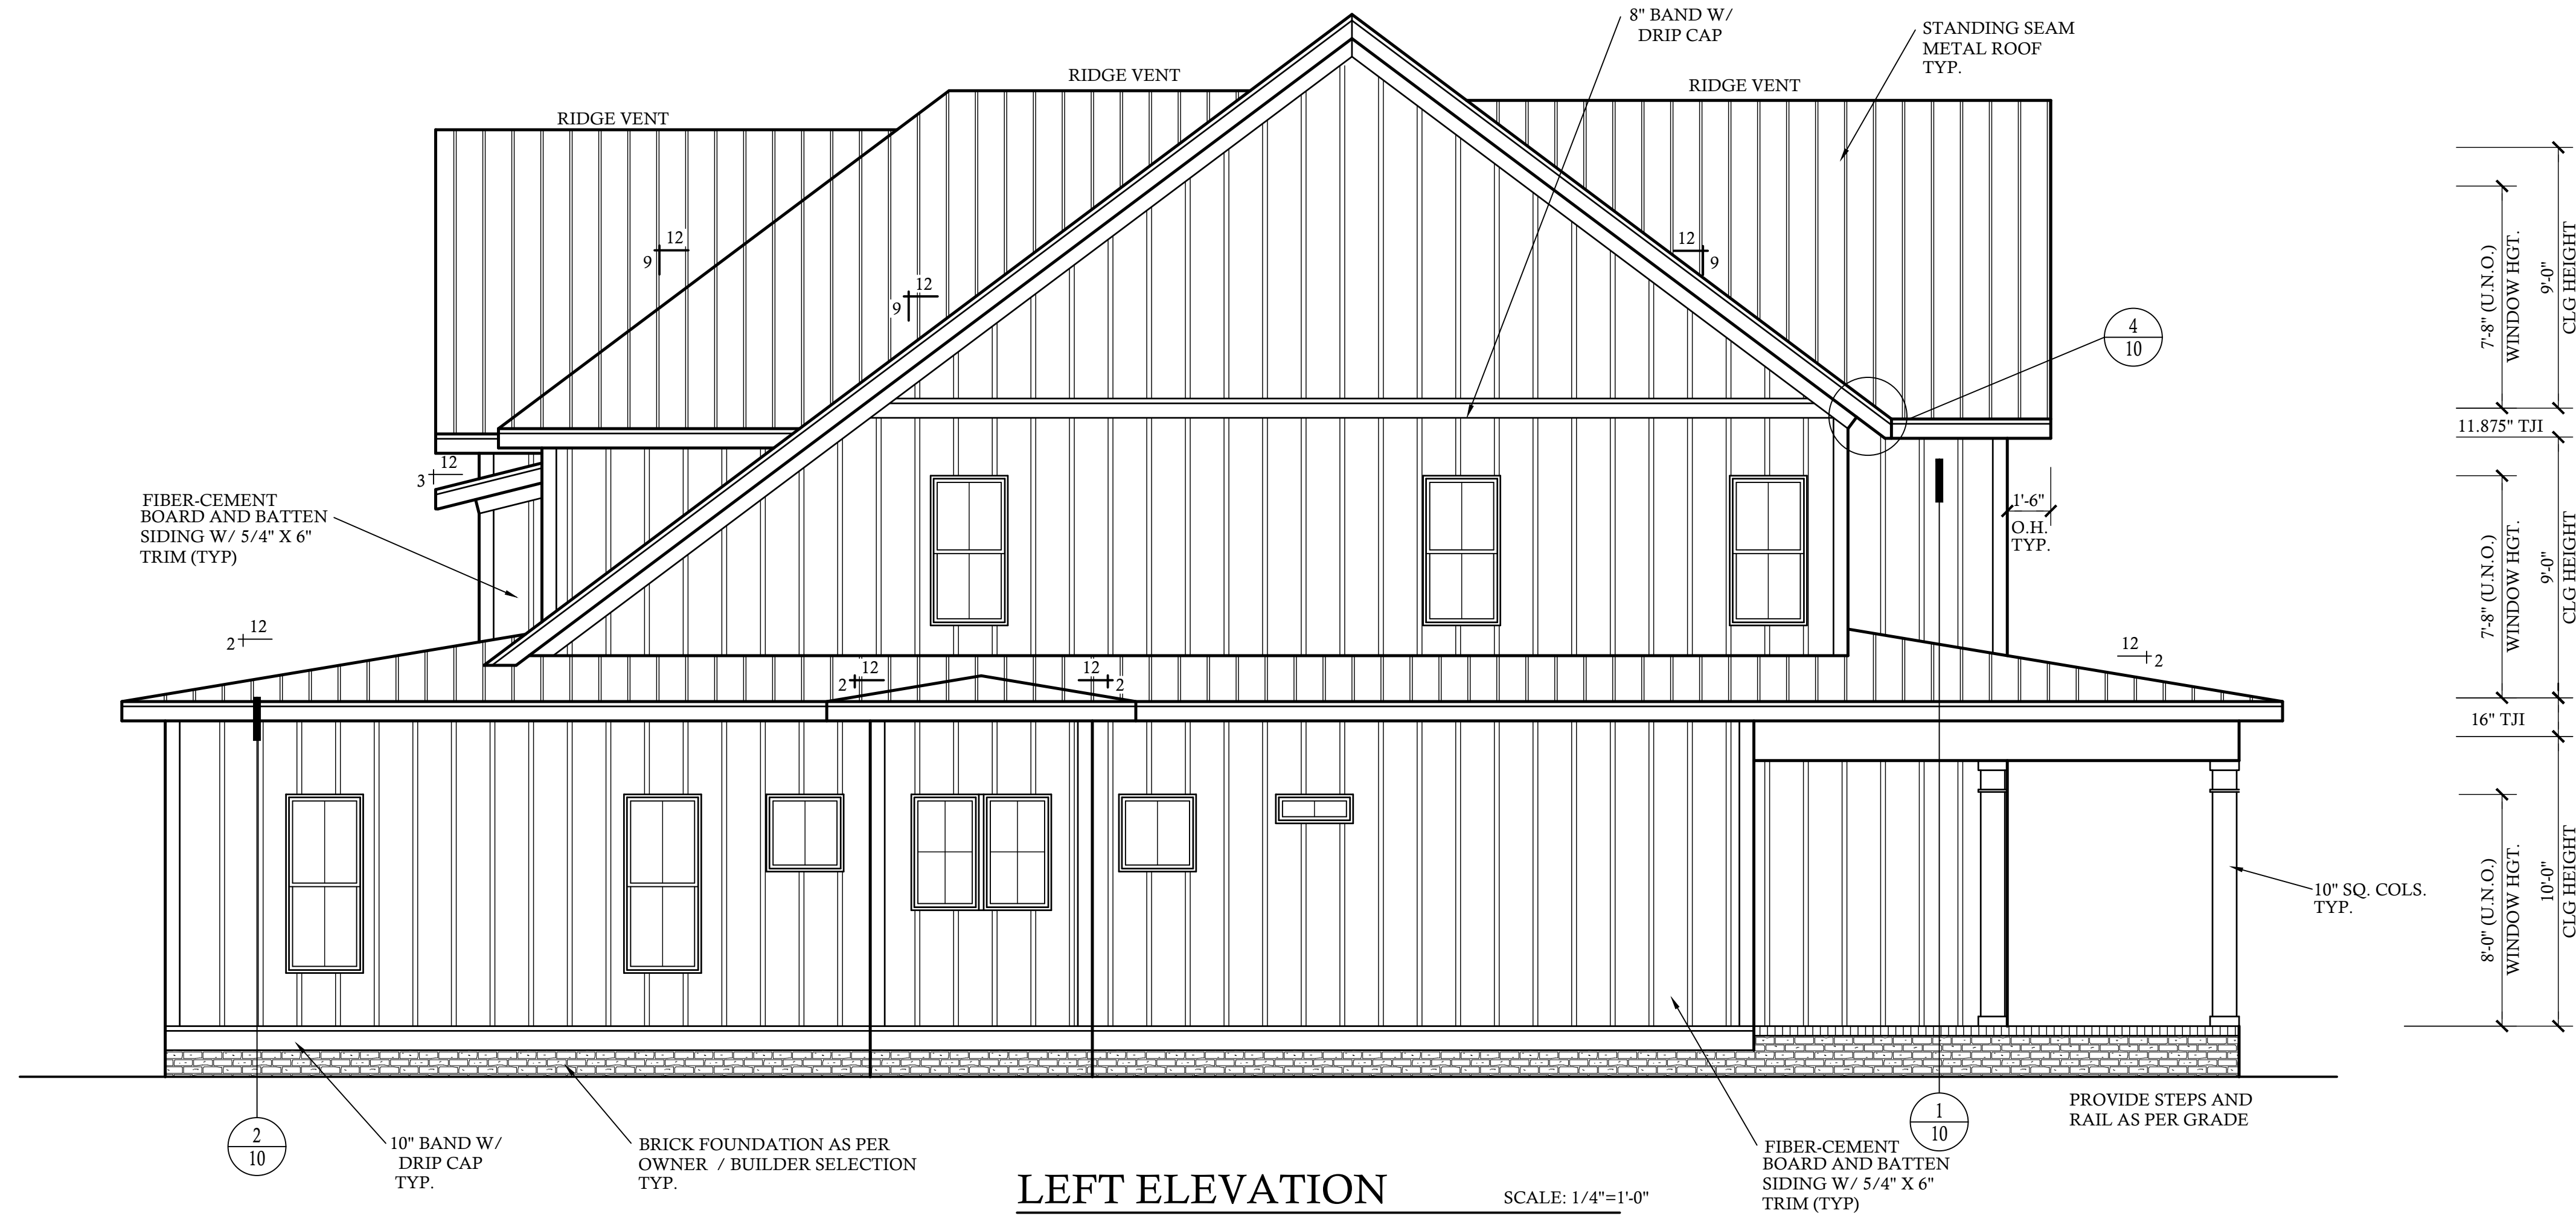 8" BAND W/
DRIP CAP
STANDING SEAM
METAL ROOF
TYP.
RIDGE VENT
RIDGE VENT
RIDGE VENT
12
9
12
9
12
9
4
10
12
3
FIBER-CEMENT
BOARD AND BATTEN
SIDING W/ 5/4" X 6"
TRIM (TYP)
1'-6"
O.H.
TYP.
12
2
12
2
12
2
12
2
7'-8" (U.N.O.)
WINDOW HGT.
9'-0"
CLG HEIGHT
11.875" TJI
7'-8" (U.N.O.)
WINDOW HGT.
9'-0"
CLG HEIGHT
16" TJI
8'-0" (U.N.O.)
WINDOW HGT.
10'-0"
CLG HEIGHT
10" SQ. COLS.
TYP.
2
10
10" BAND W/
DRIP CAP
TYP.
BRICK FOUNDATION AS PER
OWNER / BUILDER SELECTION
TYP.
1
10
FIBER-CEMENT
BOARD AND BATTEN
SIDING W/ 5/4" X 6"
TRIM (TYP)
PROVIDE STEPS AND
RAIL AS PER GRADE
LEFT ELEVATION
SCALE: 1/4"=1'-0"